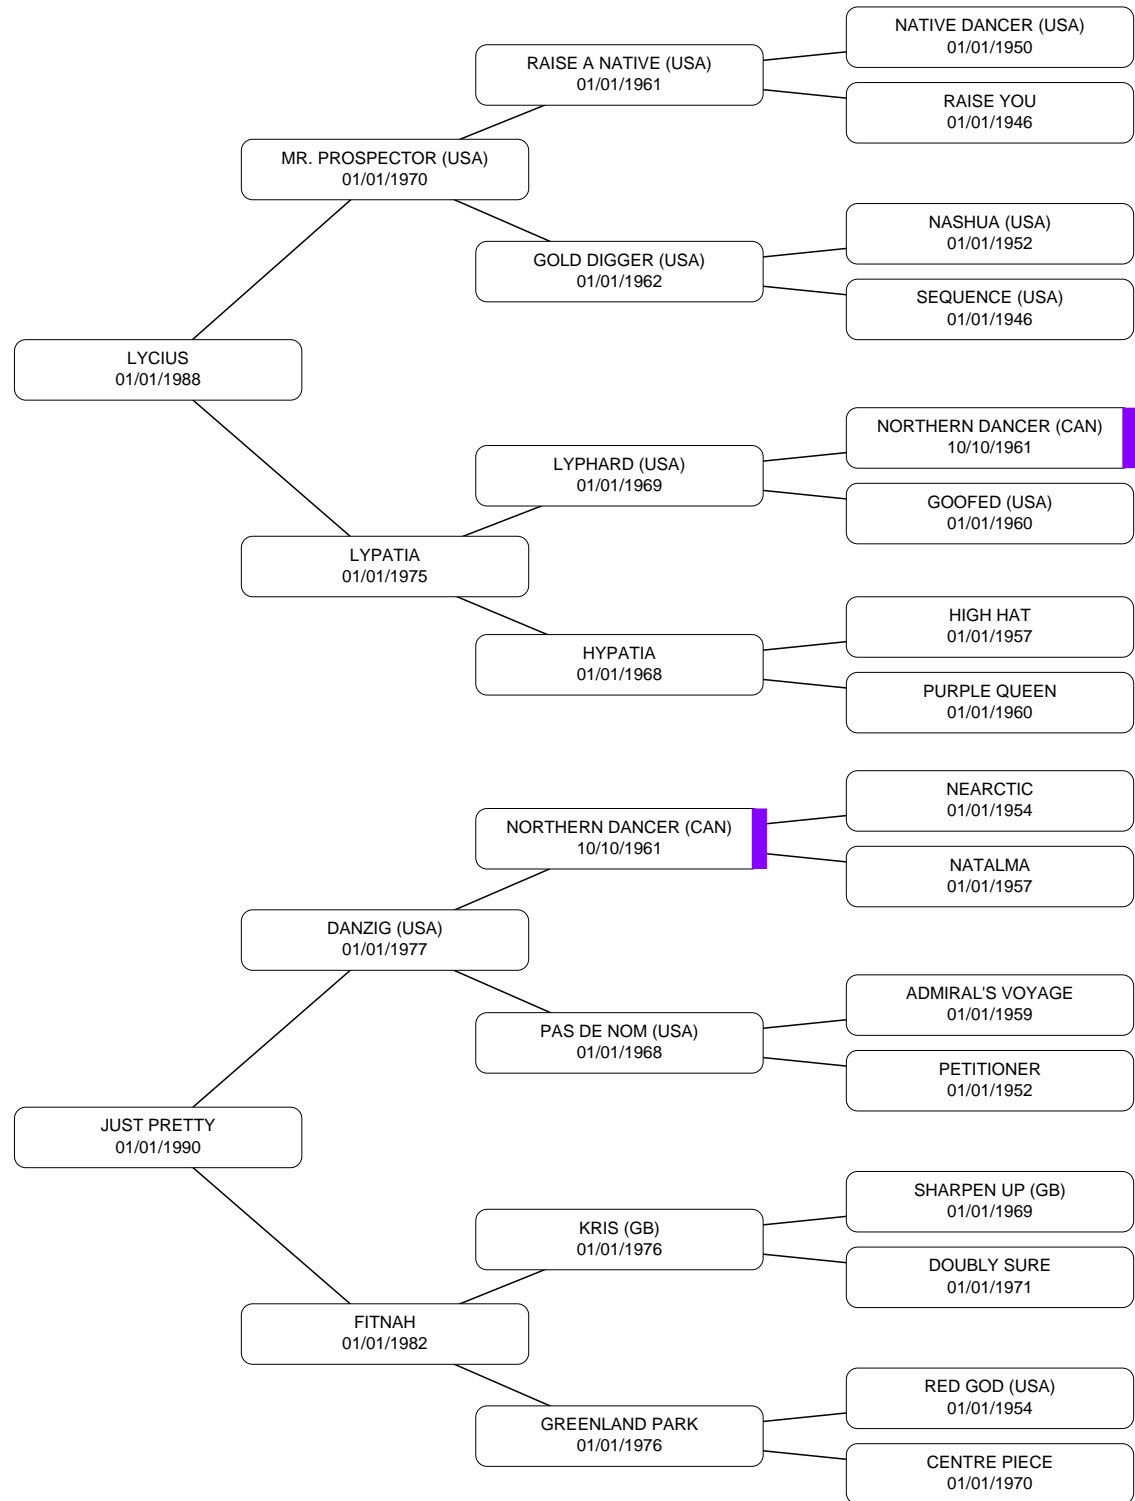 NATIVE DANCER (USA)
01/01/1950
RAISE A NATIVE (USA)
01/01/1961
RAISE YOU
01/01/1946
MR. PROSPECTOR (USA)
01/01/1970
NASHUA (USA)
01/01/1952
GOLD DIGGER (USA)
01/01/1962
SEQUENCE (USA)
01/01/1946
LYCIUS
01/01/1988
NORTHERN DANCER (CAN)
10/10/1961
LYPHARD (USA)
01/01/1969
GOOFED (USA)
01/01/1960
LYPATIA
01/01/1975
HIGH HAT
01/01/1957
HYPATIA
01/01/1968
PURPLE QUEEN
01/01/1960
NEARCTIC
01/01/1954
NORTHERN DANCER (CAN)
10/10/1961
NATALMA
01/01/1957
DANZIG (USA)
01/01/1977
ADMIRAL'S VOYAGE
01/01/1959
PAS DE NOM (USA)
01/01/1968
PETITIONER
01/01/1952
JUST PRETTY
01/01/1990
SHARPEN UP (GB)
01/01/1969
KRIS (GB)
01/01/1976
DOUBLY SURE
01/01/1971
FITNAH
01/01/1982
RED GOD (USA)
01/01/1954
GREENLAND PARK
01/01/1976
CENTRE PIECE
01/01/1970